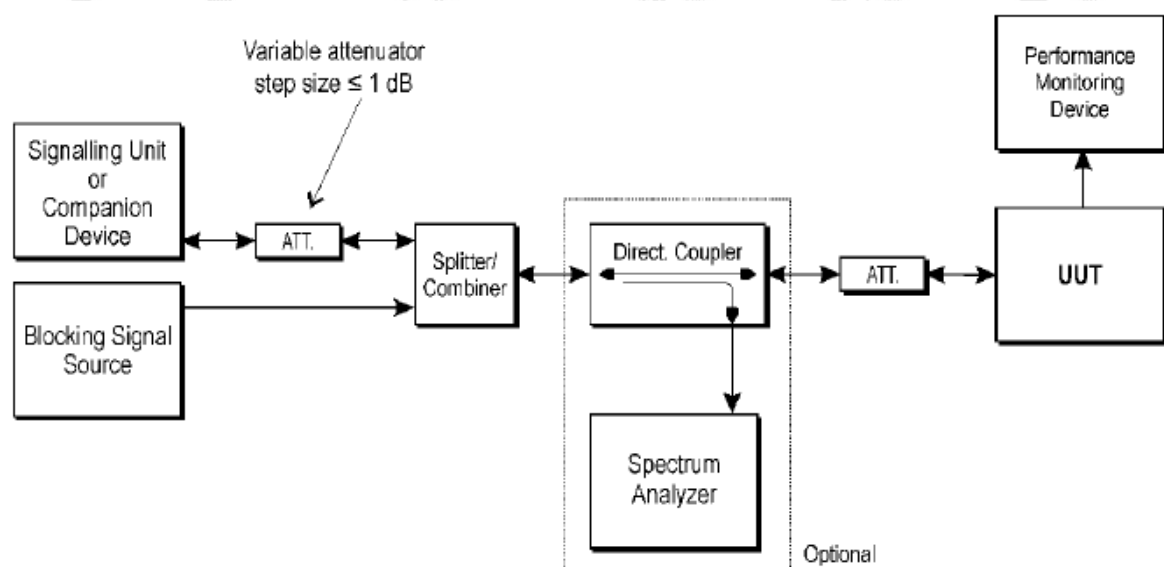 Variable attenuator
step size ≤ 1 dB
Signalling Unit
or
Companion
Device
ATT.
Splitter/
Combiner
Blocking Signal
Source
Direct. Coupler
Spectrum
Analyzer
Optional
ATT.
UUT
Performance
Monitoring
Device